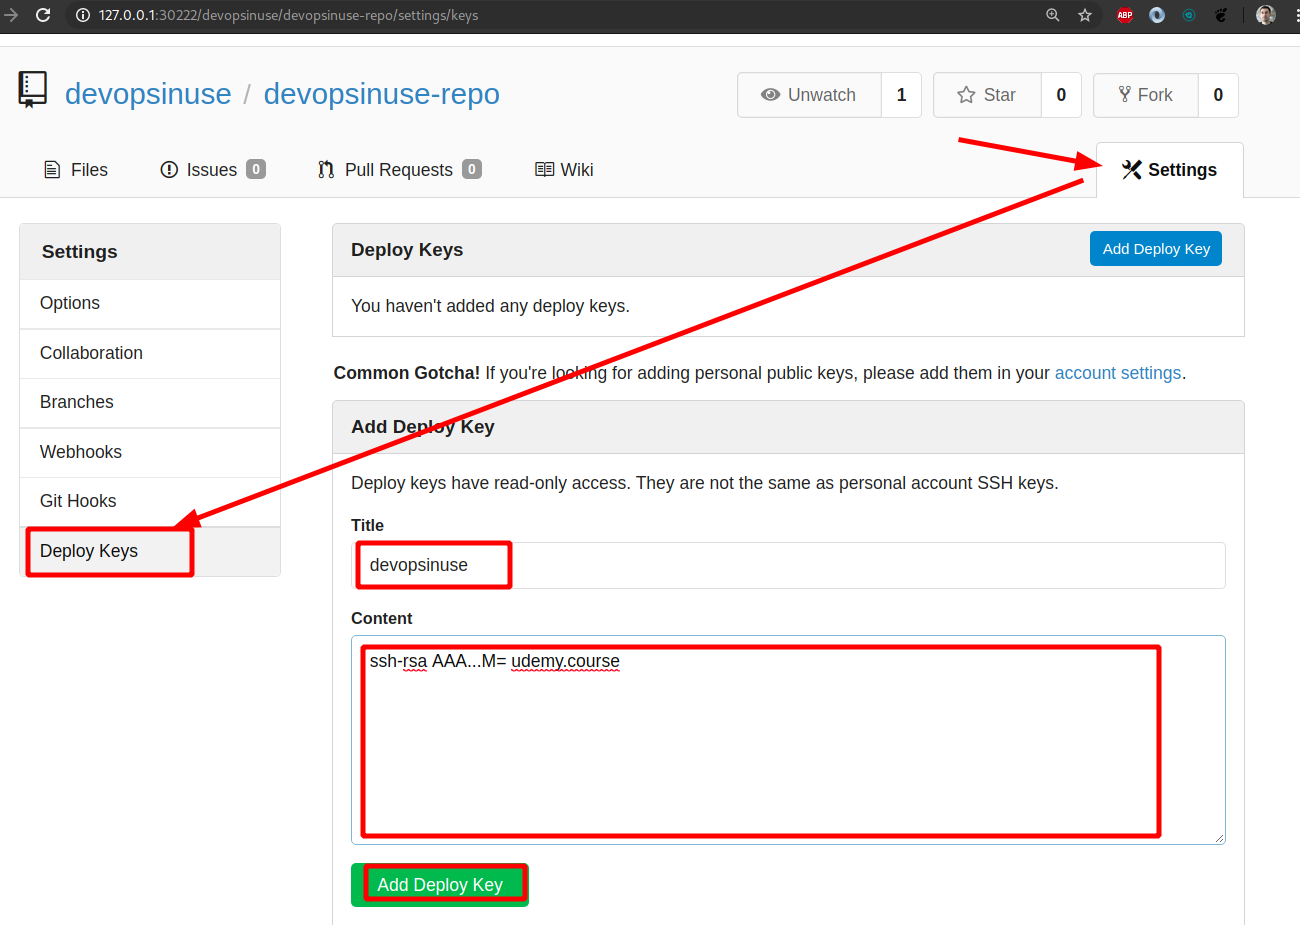 127.0.0.1:30222/devopsinuse/devopsinuse-repo/settings/keys
ABP
devopsinuse / devopsinuse-repo
Unwatch 1 Star 0 Fork 0
Files Issues 0 Pull Requests 0 Wiki Settings
Settings
Options
Collaboration
Branches
Webhooks
Git Hooks
Deploy Keys
Deploy Keys Add Deploy Key
You haven't added any deploy keys.
Common Gotcha! If you're looking for adding personal public keys, please add them in your account settings.
Add Deploy Key
Deploy keys have read-only access. They are not the same as personal account SSH keys.
Title
devopsinuse
Content
ssh-rsa AAA...M= udemy.course
Add Deploy Key